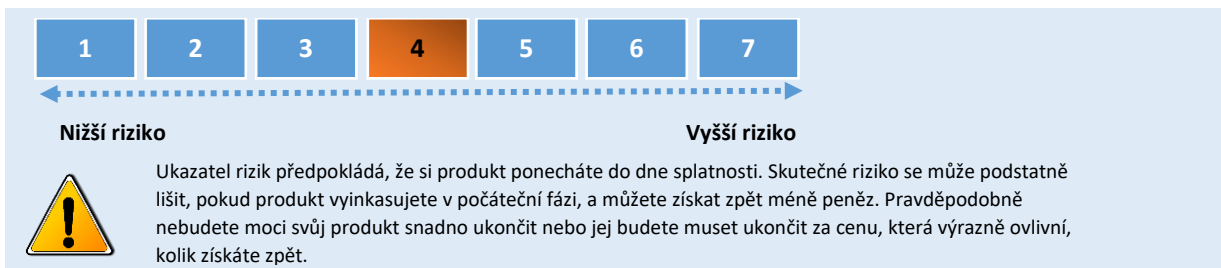 1 2 3 4 5 6 7
Nižší riziko Vyšší riziko
Ukazatel rizik předpokládá, že si produkt ponecháte do dne splatnosti. Skutečné riziko se může podstatně
lišit, pokud produkt vyinkasujete v počáteční fázi, a můžete získat zpět méně peněz. Pravděpodobně
nebudete moci svůj produkt snadno ukončit nebo jej budete muset ukončit za cenu, která výrazně ovlivní,
kolik získáte zpět.